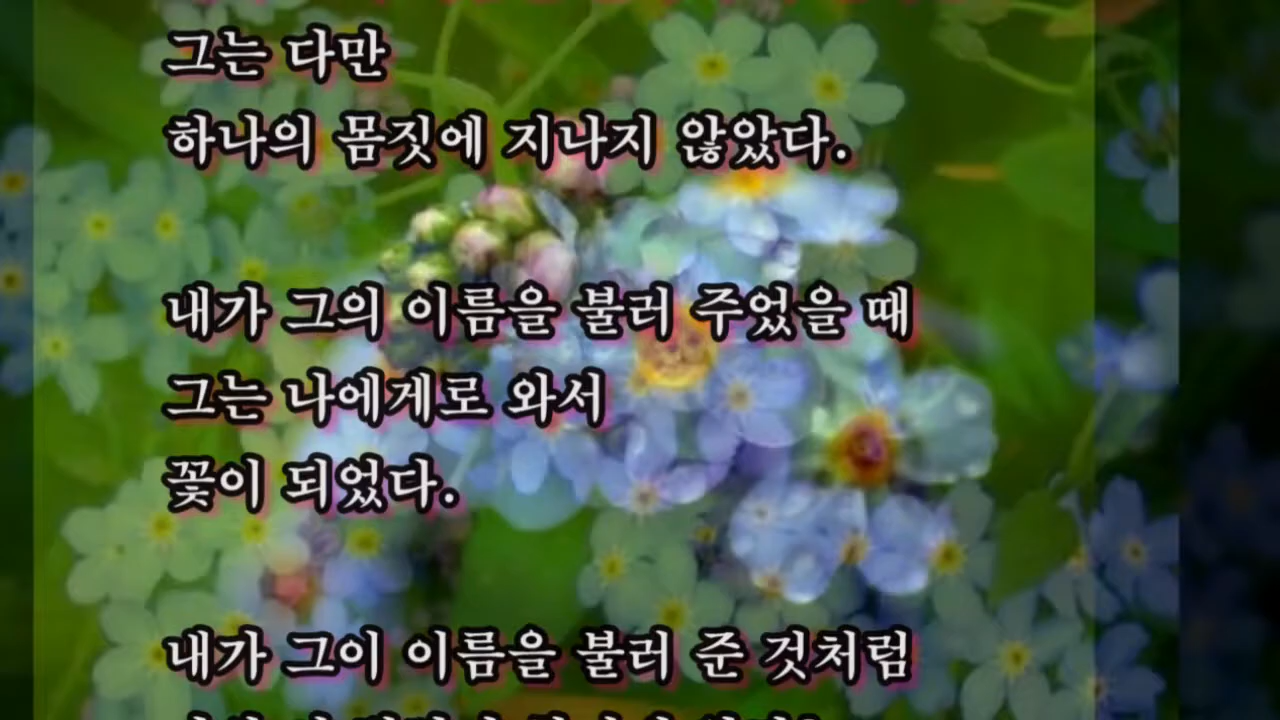 그는 다만
하나의 몸짓에 지나지 않았다.
내가 그의 이름을 불러 주었을 때
그는 나에게로 와서
꽃이 되었다.
내가 그이 이름을 불러 준 것처럼